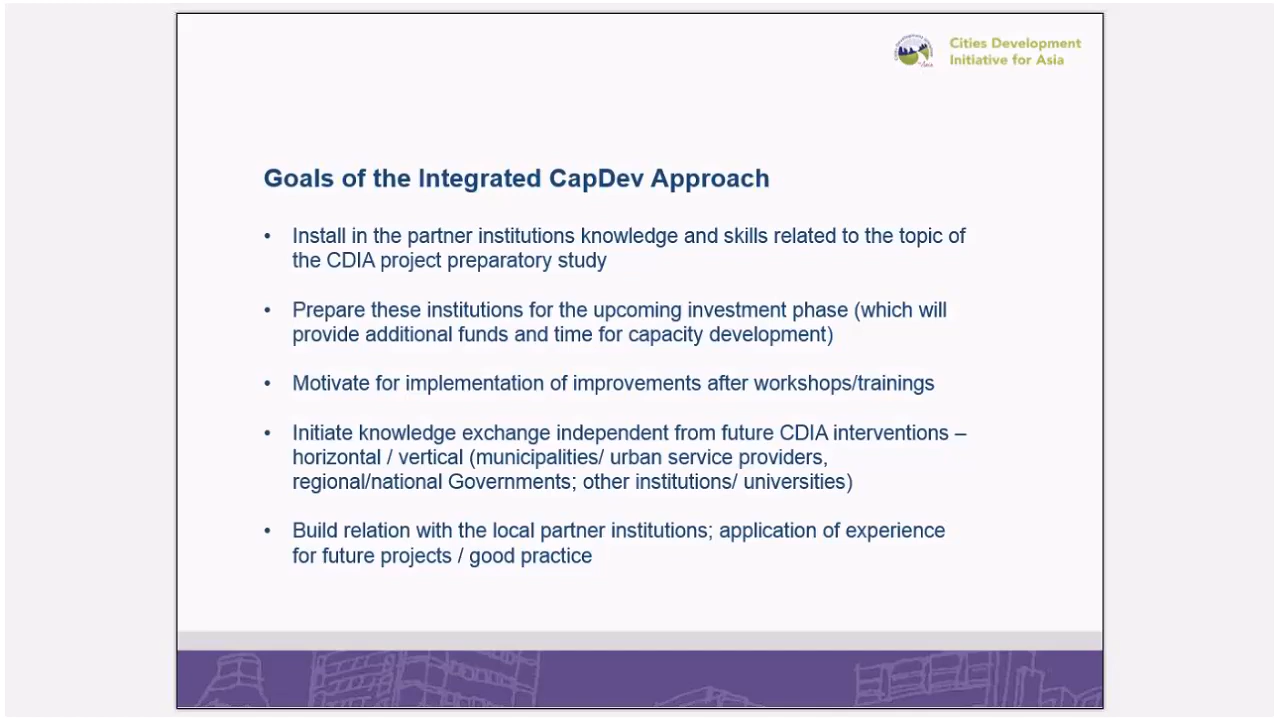 Cities Development
Initiative for Asia
Goals of the Integrated CapDev Approach
• Install in the partner institutions knowledge and skills related to the topic of
the CDIA project preparatory study
• Prepare these institutions for the upcoming investment phase (which will
provide additional funds and time for capacity development)
• Motivate for implementation of improvements after workshops/trainings
• Initiate knowledge exchange independent from future CDIA interventions –
horizontal / vertical (municipalities/ urban service providers,
regional/national Governments; other institutions/ universities)
• Build relation with the local partner institutions; application of experience
for future projects / good practice